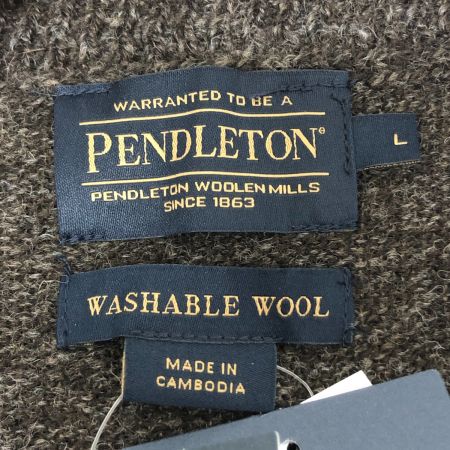 WARRANTED TO BE A
PENDLETON®
PENDLETON WOOLEN MILLS
SINCE 1863
L
WASHABLE WOOL
MADE IN
CAMBODIA